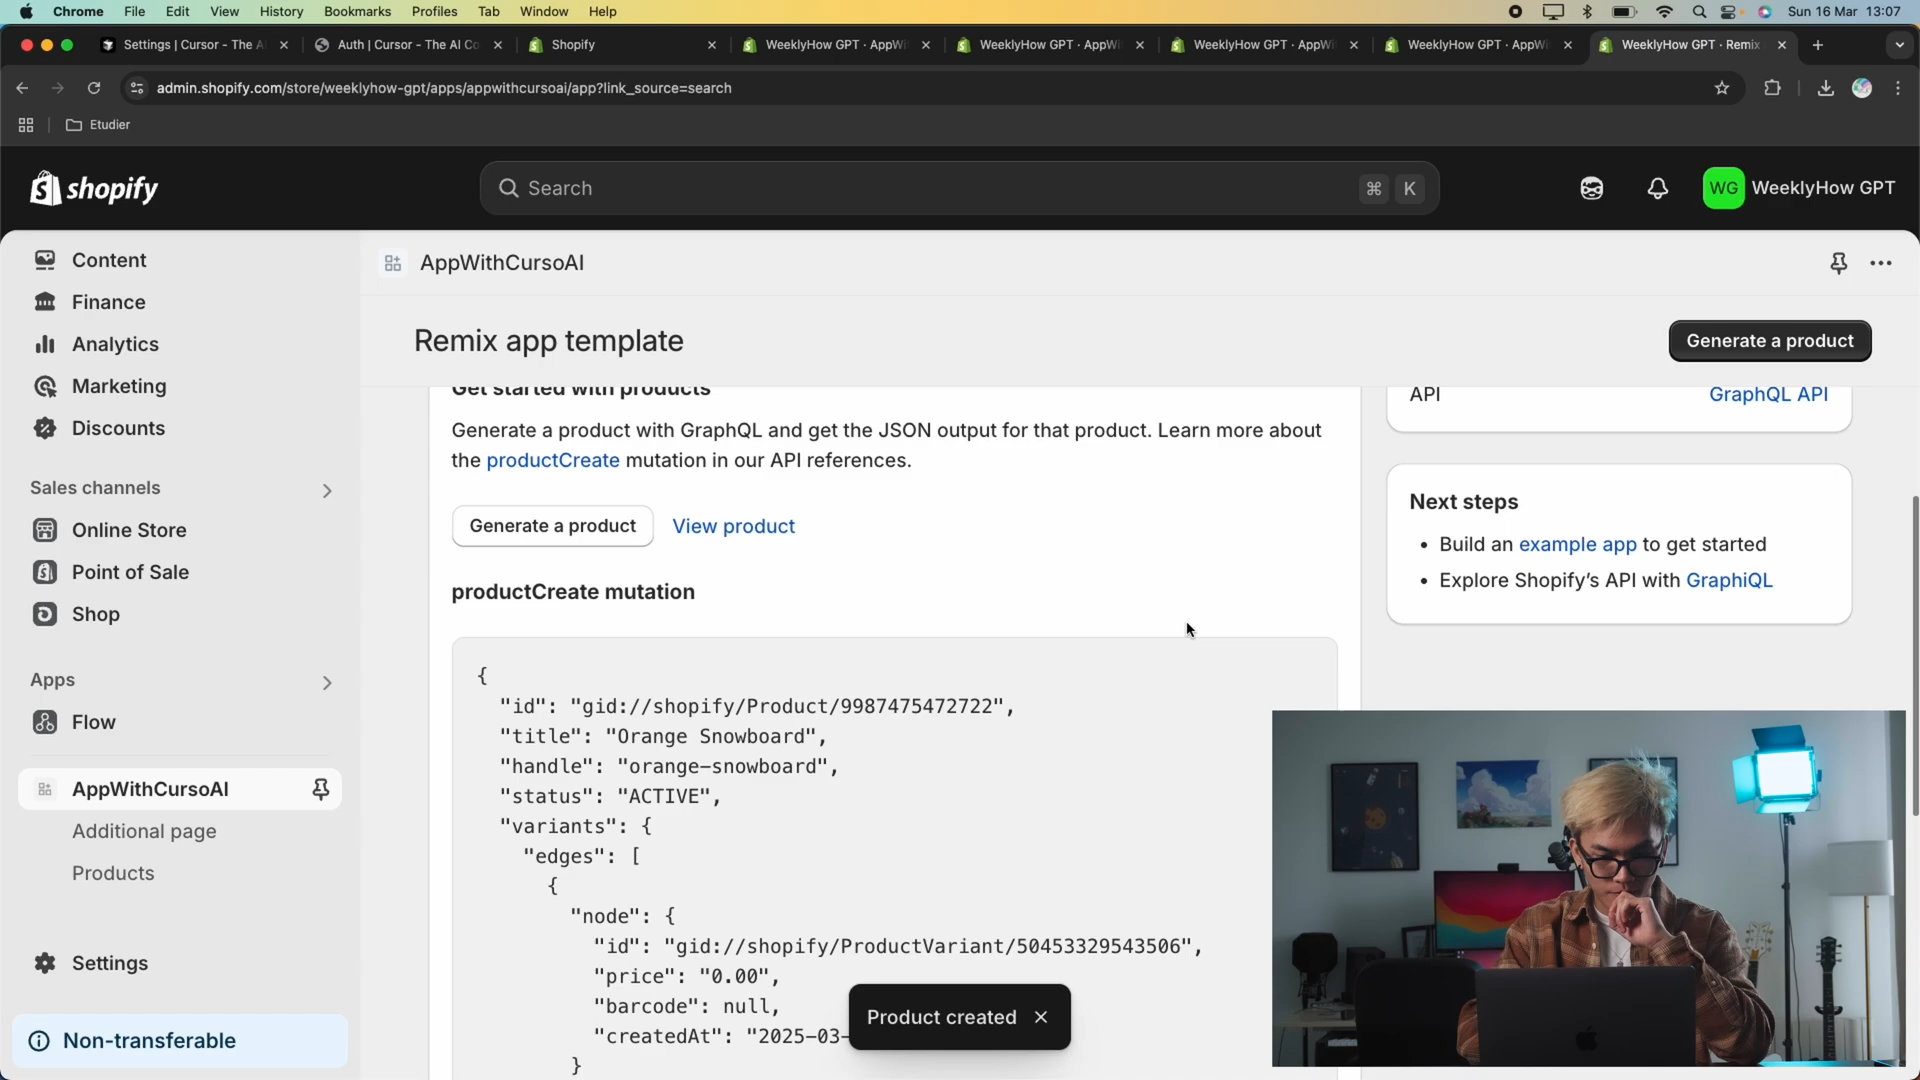 Chrome File Edit View History Bookmarks Profiles Tab Window Help Sun 16 Mar 13:07
Settings | Cursor - The A Auth | Cursor - The AI Co Shopify WeeklyHow GPT · AppWi WeeklyHow GPT · AppWi WeeklyHow GPT · AppWi WeeklyHow GPT · AppWi WeeklyHow GPT · Remix
admin.shopify.com/store/weeklyhow-gpt/apps/appwithcursoai/app?link_source=search
Etudier
shopify Search ⌘ K WG WeeklyHow GPT
Content
Finance
Analytics
Marketing
Discounts
Sales channels
Online Store
Point of Sale
Shop
Apps
Flow
AppWithCursoAI
Additional page
Products
Settings
Non-transferable
AppWithCursoAI
Remix app template Generate a product
Get started with products
Generate a product with GraphQL and get the JSON output for that product. Learn more about
the productCreate mutation in our API references.
Generate a product View product
productCreate mutation
{
"id": "gid://shopify/Product/9987475472722",
"title": "Orange Snowboard",
"handle": "orange-snowboard",
"status": "ACTIVE",
"variants": {
"edges": [
{
"node": {
"id": "gid://shopify/ProductVariant/50453329543506",
"price": "0.00",
"barcode": null,
"createdAt": "2025-03-
}
Product created
API GraphQL API
Next steps
• Build an example app to get started
• Explore Shopify's API with GraphiQL